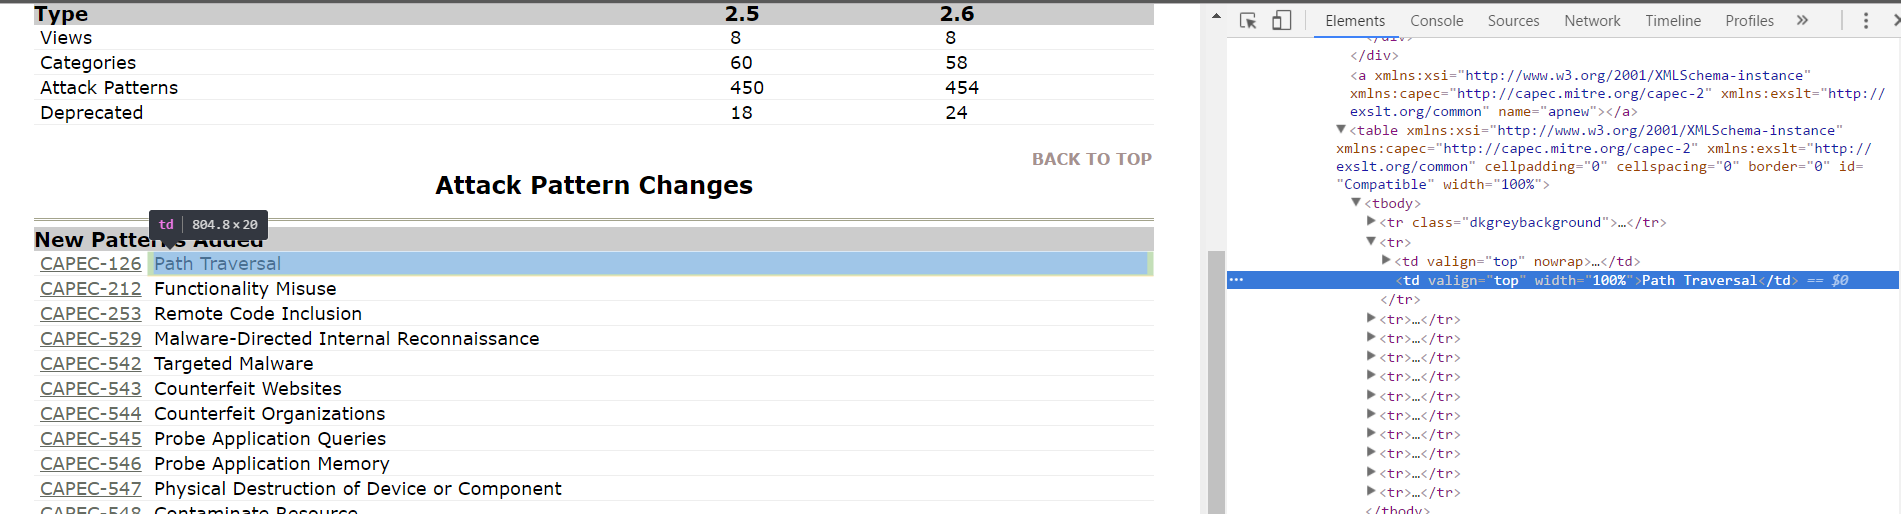 Type 2.5 2.6
Views 8 8
Categories 60 58
Attack Patterns 450 454
Deprecated 18 24
BACK TO TOP
Attack Pattern Changes
td 804.8 × 20
New Patterns Added
CAPEC-126 Path Traversal
CAPEC-212 Functionality Misuse
CAPEC-253 Remote Code Inclusion
CAPEC-529 Malware-Directed Internal Reconnaissance
CAPEC-542 Targeted Malware
CAPEC-543 Counterfeit Websites
CAPEC-544 Counterfeit Organizations
CAPEC-545 Probe Application Queries
CAPEC-546 Probe Application Memory
CAPEC-547 Physical Destruction of Device or Component
CAPEC-548 Contaminate Resource
Elements Console Sources Network Timeline Profiles »
</div>
</div>
<a xmlns:xsi="http://www.w3.org/2001/XMLSchema-instance"
xmlns:capec="http://capec.mitre.org/capec-2" xmlns:exslt="http://
exslt.org/common" name="apnew"></a>
<table xmlns:xsi="http://www.w3.org/2001/XMLSchema-instance"
xmlns:capec="http://capec.mitre.org/capec-2" xmlns:exslt="http://
exslt.org/common" cellpadding="0" cellspacing="0" border="0" id=
"Compatible" width="100%">
<tbody>
<tr class="dkgreybackground">…</tr>
<tr>
<td valign="top" nowrap>…</td>
<td valign="top" width="100%">Path Traversal</td> == $0
</tr>
<tr>…</tr>
<tr>…</tr>
<tr>…</tr>
<tr>…</tr>
<tr>…</tr>
<tr>…</tr>
<tr>…</tr>
<tr>…</tr>
<tr>…</tr>
<tr>…</tr>
</tbody>